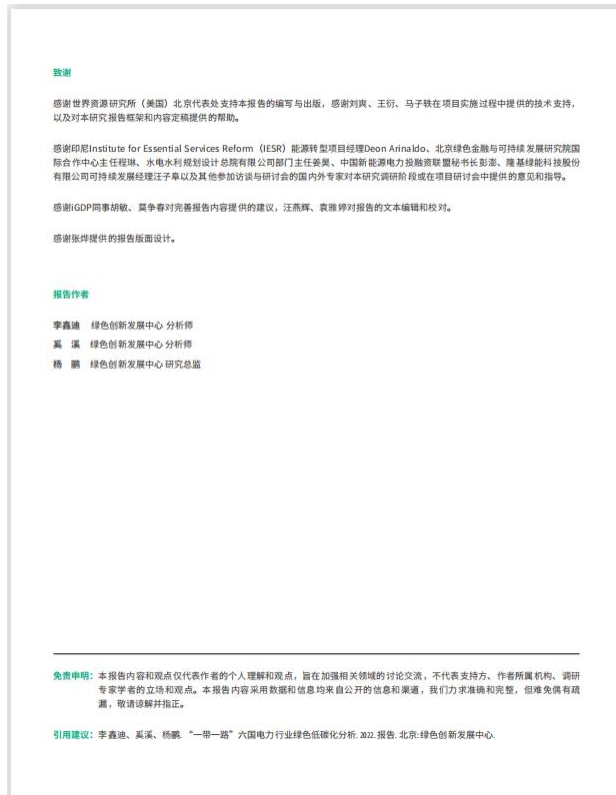 致谢
感谢世界资源研究所（美国）北京代表处支持本报告的编写与出版，感谢刘爽、王衍、马子轶在项目实施过程中提供的技术支持，
以及对本研究报告框架和内容定稿提供的帮助。
感谢印尼Institute for Essential Services Reform（IESR）能源转型项目经理Deon Arinaldo、北京绿色金融与可持续发展研究院国
际合作中心主任程琳、水电水利规划设计总院有限公司部门主任姜昊、中国新能源电力投融资联盟秘书长彭澎、隆基绿能科技股份
有限公司可持续发展经理汪子皋以及其他参加访谈与研讨会的国内外专家对本研究调研阶段或在项目研讨会中提供的意见和指导。
感谢iGDP同事胡敏、莫争春对完善报告内容提供的建议，汪燕辉、袁雅婷对报告的文本编辑和校对。
感谢张烨提供的报告版面设计。
报告作者
李鑫迪 绿色创新发展中心 分析师
奚 溪 绿色创新发展中心 分析师
杨 鹂 绿色创新发展中心 研究总监
免责申明：本报告内容和观点仅代表作者的个人理解和观点，旨在加强相关领域的讨论交流，不代表支持方、作者所属机构、调研
专家学者的立场和观点。本报告内容采用数据和信息均来自公开的信息和渠道，我们力求准确和完整，但难免偶有疏
漏，敬请谅解并指正。
引用建议：李鑫迪、奚溪、杨鹂. “一带一路”六国电力行业绿色低碳化分析. 2022. 报告. 北京: 绿色创新发展中心.